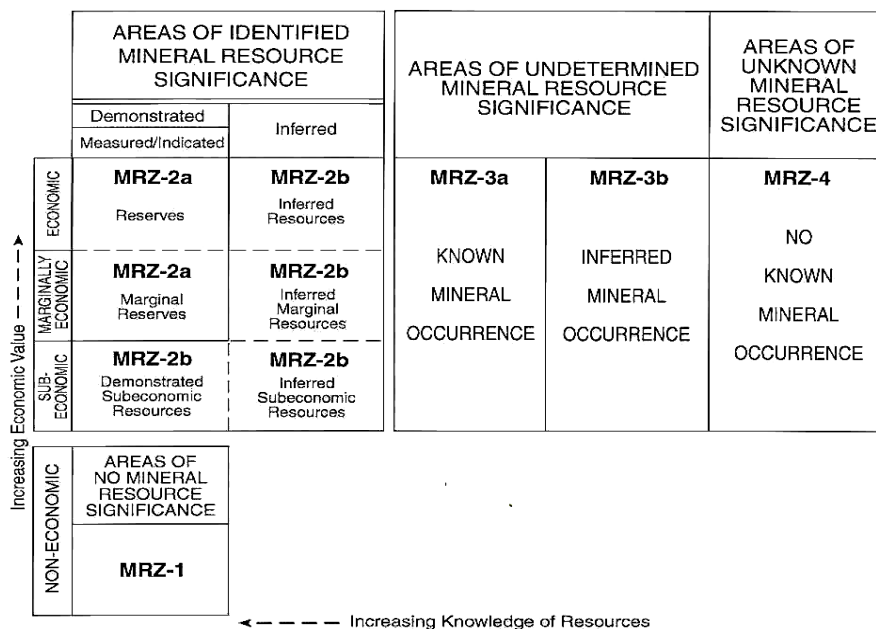 AREAS OF IDENTIFIED
MINERAL RESOURCE
SIGNIFICANCE
AREAS OF UNDETERMINED
MINERAL RESOURCE
SIGNIFICANCE
AREAS OF
UNKNOWN
MINERAL
RESOURCE
SIGNIFICANCE
Demonstrated
Measured/Indicated
Inferred
ECONOMIC
MRZ-2a
Reserves
MRZ-2b
Inferred
Resources
MARGINALLY
ECONOMIC
MRZ-2a
Marginal
Reserves
MRZ-2b
Inferred
Marginal
Resources
SUB-
ECONOMIC
MRZ-2b
Demonstrated
Subeconomic
Resources
MRZ-2b
Inferred
Subeconomic
Resources
MRZ-3a
KNOWN
MINERAL
OCCURRENCE
MRZ-3b
INFERRED
MINERAL
OCCURRENCE
MRZ-4
NO
KNOWN
MINERAL
OCCURRENCE
Increasing Economic Value
NON-ECONOMIC
AREAS OF
NO MINERAL
RESOURCE
SIGNIFICANCE
MRZ-1
Increasing Knowledge of Resources